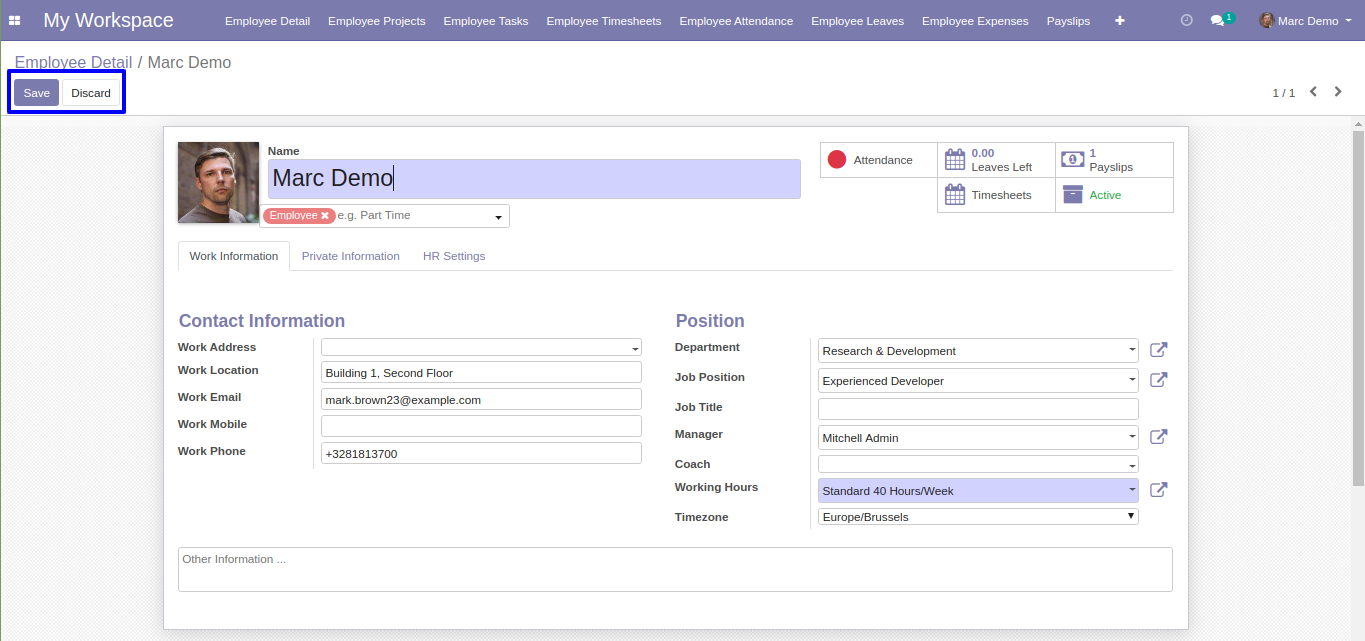 My Workspace Employee Detail Employee Projects Employee Tasks Employee Timesheets Employee Attendance Employee Leaves Employee Expenses Payslips 1 Marc Demo
Employee Detail / Marc Demo
Save Discard 1 / 1
Name
Marc Demo
Employee e.g. Part Time
Attendance
0.00
Leaves Left
1
Payslips
Timesheets
Active
Work Information Private Information HR Settings
Contact Information
Work Address
Work Location Building 1, Second Floor
Work Email mark.brown23@example.com
Work Mobile
Work Phone +3281813700
Position
Department Research & Development
Job Position Experienced Developer
Job Title
Manager Mitchell Admin
Coach
Working Hours Standard 40 Hours/Week
Timezone Europe/Brussels
Other Information ...